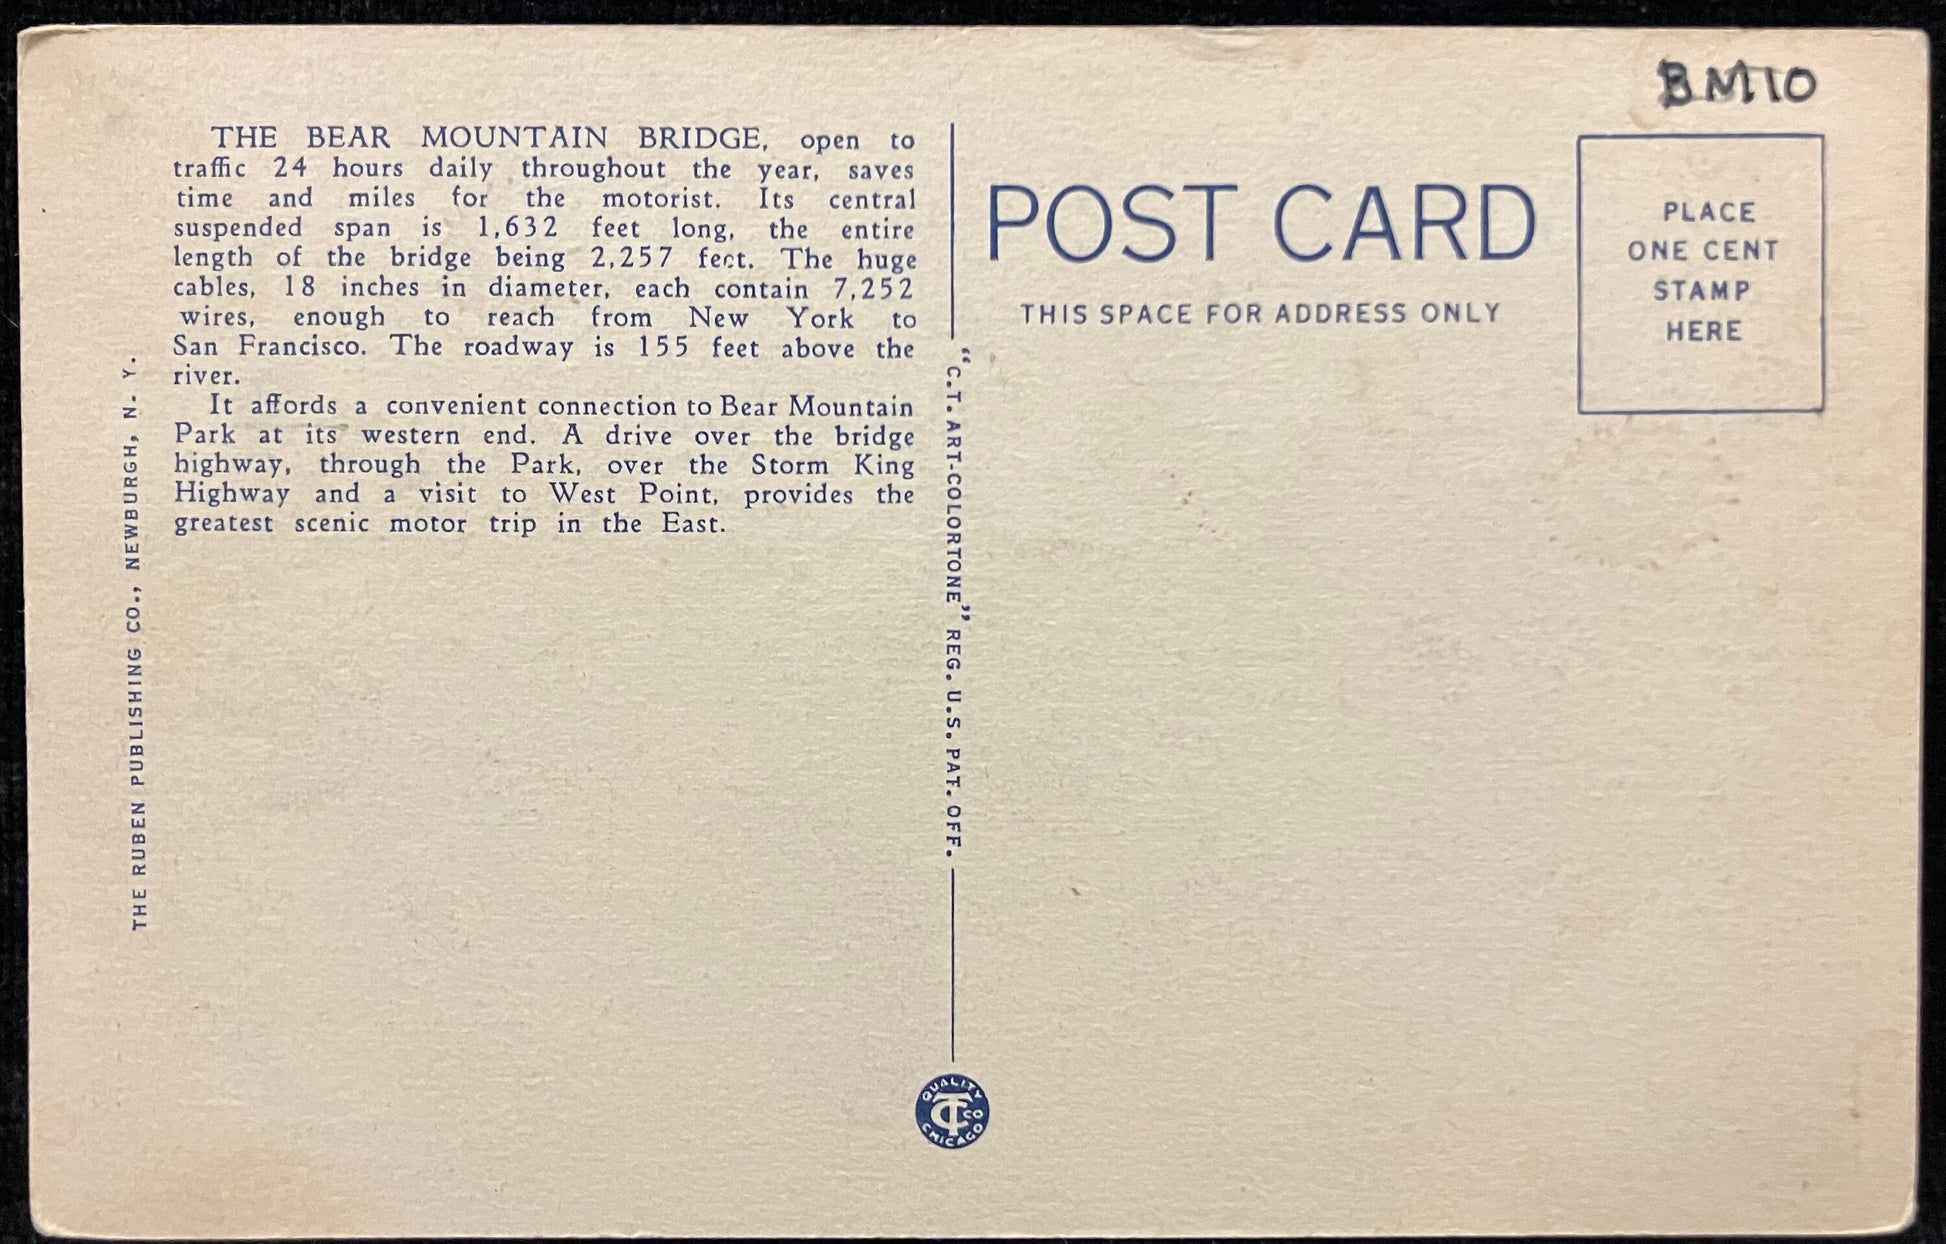 BM10
THE BEAR MOUNTAIN BRIDGE, open to
traffic 24 hours daily throughout the year, saves
time and miles for the motorist. Its central
suspended span is 1,632 feet long, the entire
length of the bridge being 2,257 feet. The huge
cables, 18 inches in diameter, each contain 7,252
wires, enough to reach from New York to
San Francisco. The roadway is 155 feet above the
river.
It affords a convenient connection to Bear Mountain
Park at its western end. A drive over the bridge
highway, through the Park, over the Storm King
Highway and a visit to West Point, provides the
greatest scenic motor trip in the East.
THE RUBEN PUBLISHING CO., NEWBURGH, N. Y.
"C.T. ART-COLORTONE" REG. U.S. PAT. OFF.
POST CARD
THIS SPACE FOR ADDRESS ONLY
PLACE
ONE CENT
STAMP
HERE
QUALITY
CT CO
CHICAGO